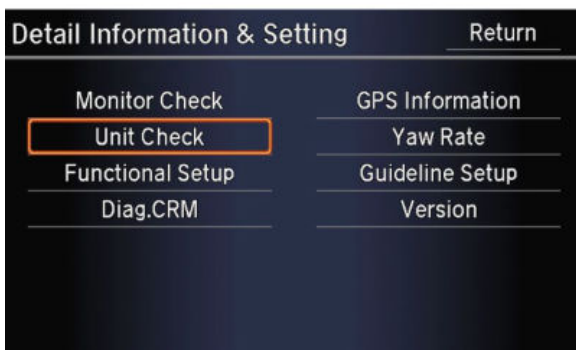 Detail Information & Setting
Return
Monitor Check
GPS Information
Unit Check
Yaw Rate
Functional Setup
Guideline Setup
Diag.CRM
Version